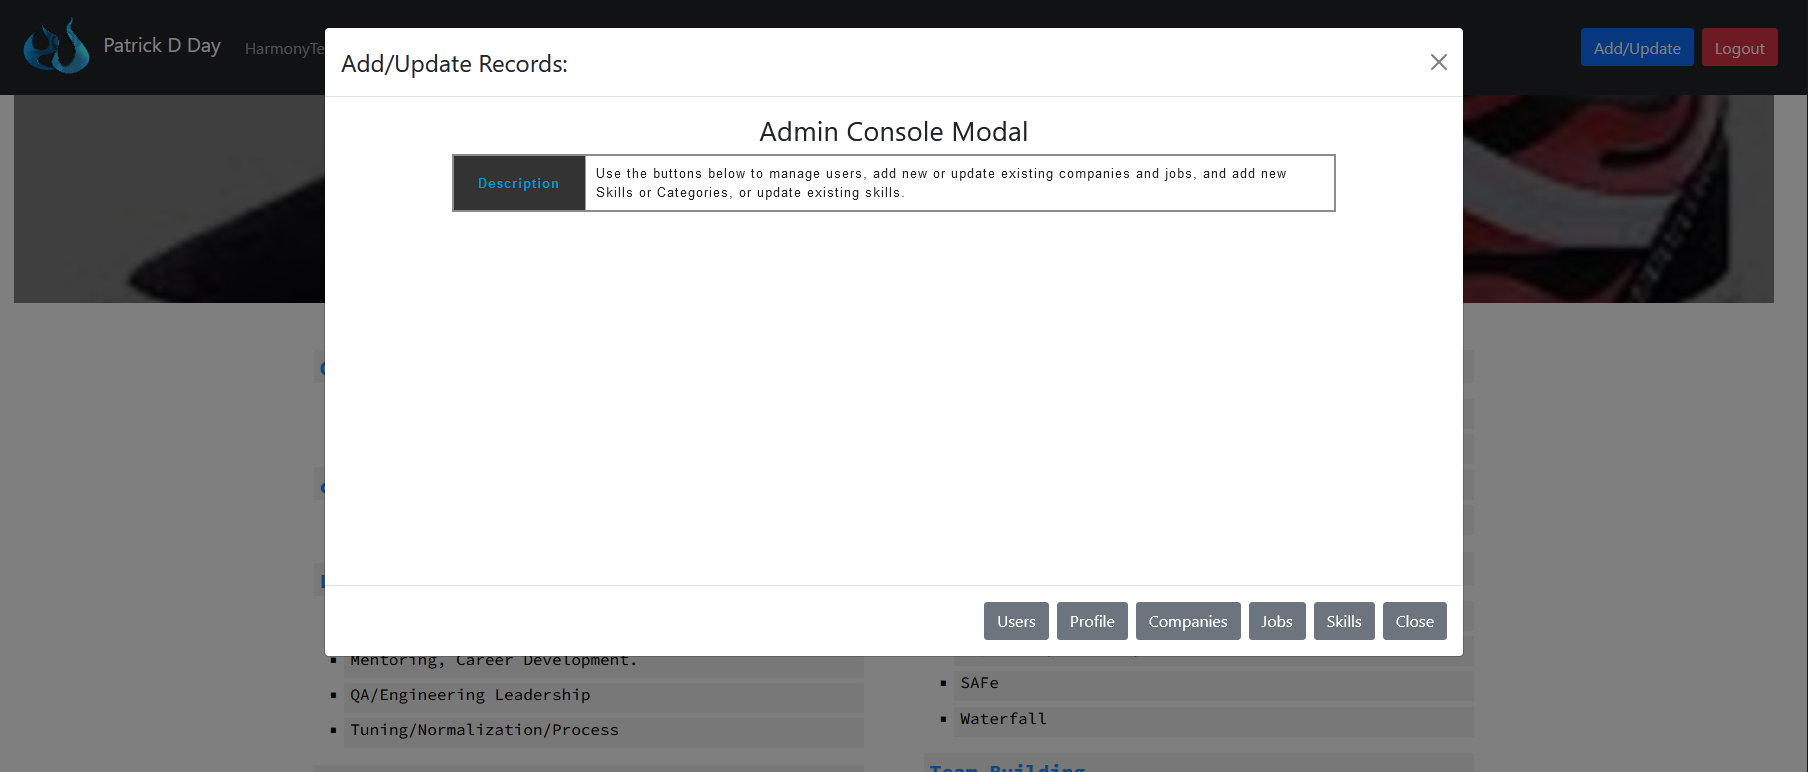 Patrick D Day
HarmonyTe
Add/Update
Logout
Add/Update Records:
Admin Console Modal
Description
Use the buttons below to manage users, add new or update existing companies and jobs, and add new
Skills or Categories, or update existing skills.
Users
Profile
Companies
Jobs
Skills
Close
Mentoring, Career Development.
QA/Engineering Leadership
Tuning/Normalization/Process
SAFe
Waterfall
Team Building